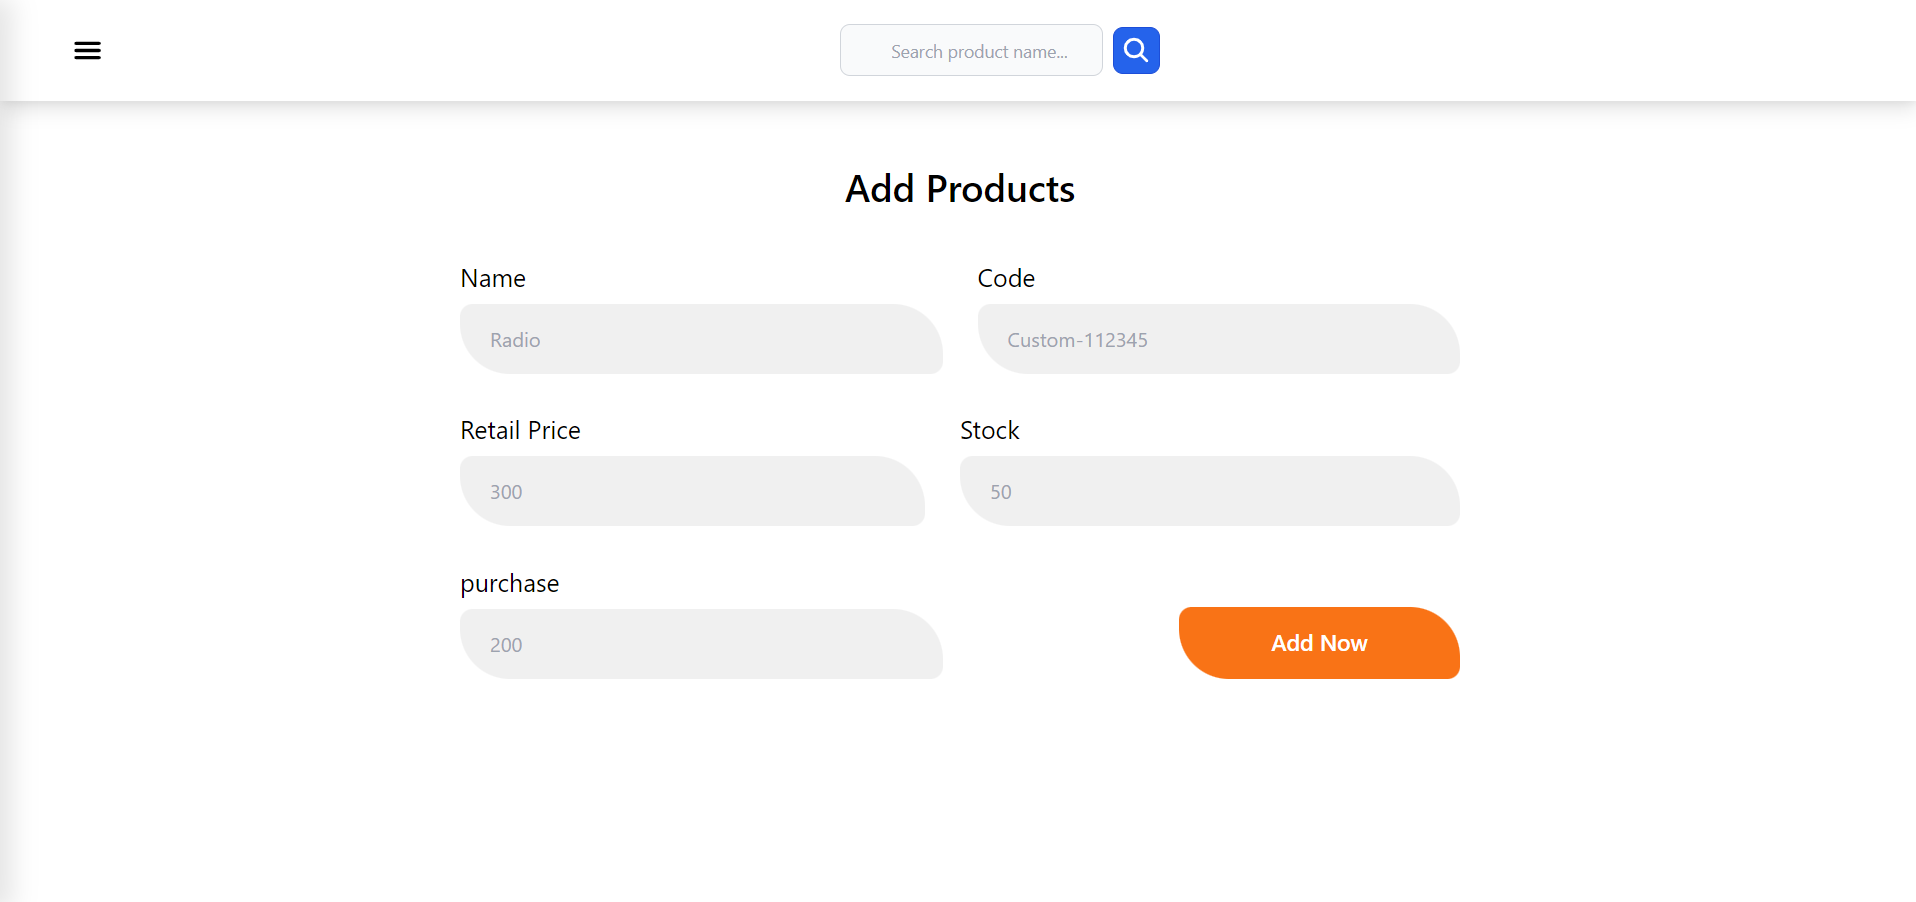 Search product name...
Add Products
Name
Code
Radio
Custom-112345
Retail Price
Stock
300
50
purchase
200
Add Now